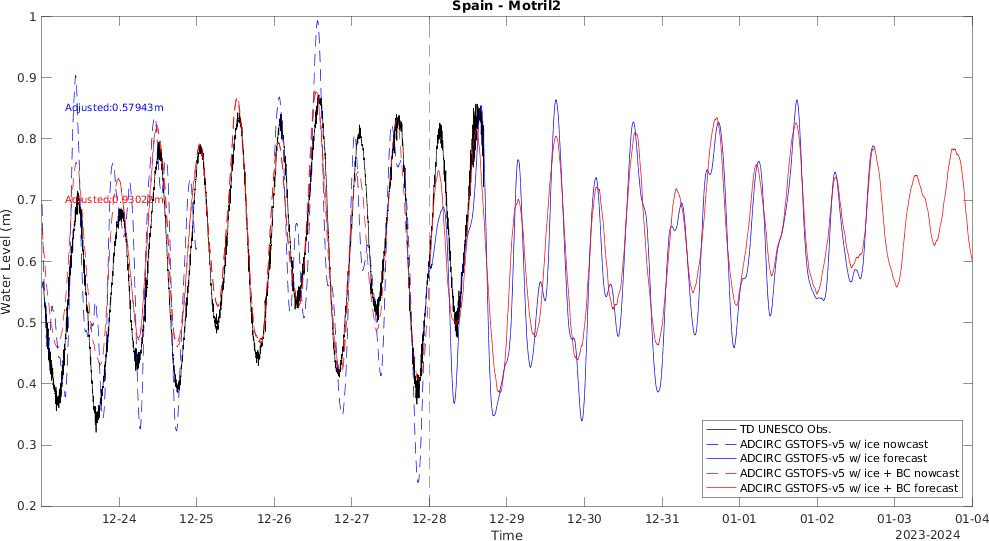 Spain - Motril2
1
0.9
0.8
0.7
0.6
0.5
0.4
0.3
0.2
Water Level (m)
Adjusted:0.57943m
Adjusted:0.93022m
TD UNESCO Obs.
ADCIRC GSTOFS-v5 w/ ice nowcast
ADCIRC GSTOFS-v5 w/ ice forecast
ADCIRC GSTOFS-v5 w/ ice + BC nowcast
ADCIRC GSTOFS-v5 w/ ice + BC forecast
12-24 12-25 12-26 12-27 12-28 12-29 12-30 12-31 01-01 01-02 01-03 01-04
Time
2023-2024